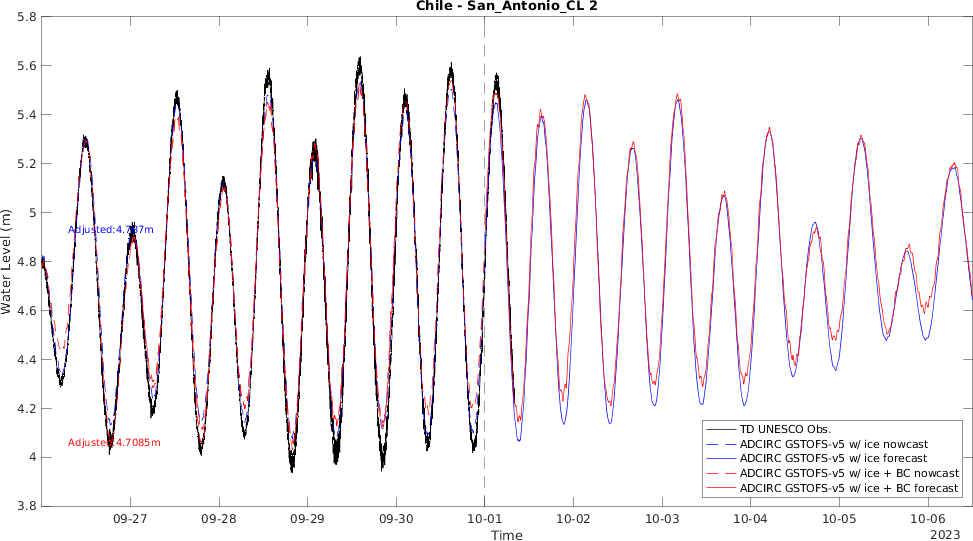 Chile - San_Antonio_CL 2
5.8
5.6
5.4
5.2
5
4.8
4.6
4.4
4.2
4
3.8
Water Level (m)
Adjusted:4.737m
Adjusted:4.7085m
TD UNESCO Obs.
ADCIRC GSTOFS-v5 w/ ice nowcast
ADCIRC GSTOFS-v5 w/ ice forecast
ADCIRC GSTOFS-v5 w/ ice + BC nowcast
ADCIRC GSTOFS-v5 w/ ice + BC forecast
09-27 09-28 09-29 09-30 10-01 10-02 10-03 10-04 10-05 10-06
Time
2023